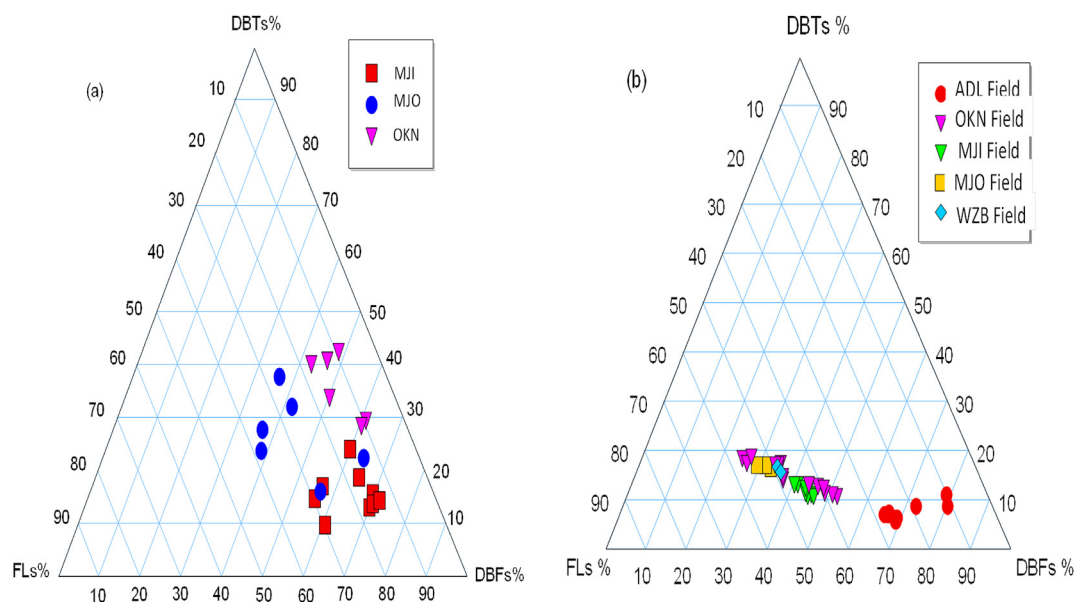 DBTs%
(a)
MJI
MJO
OKN
10 90
20 80
30 70
40 60
50 50
60 40
70 30
80 20
90 10
FLs% DBFs%
10 20 30 40 50 60 70 80 90
DBTs %
(b)
ADL Field
OKN Field
MJI Field
MJO Field
WZB Field
10 90
20 80
30 70
40 60
50 50
60 40
70 30
80 20
90 10
FLs % DBFs %
10 20 30 40 50 60 70 80 90